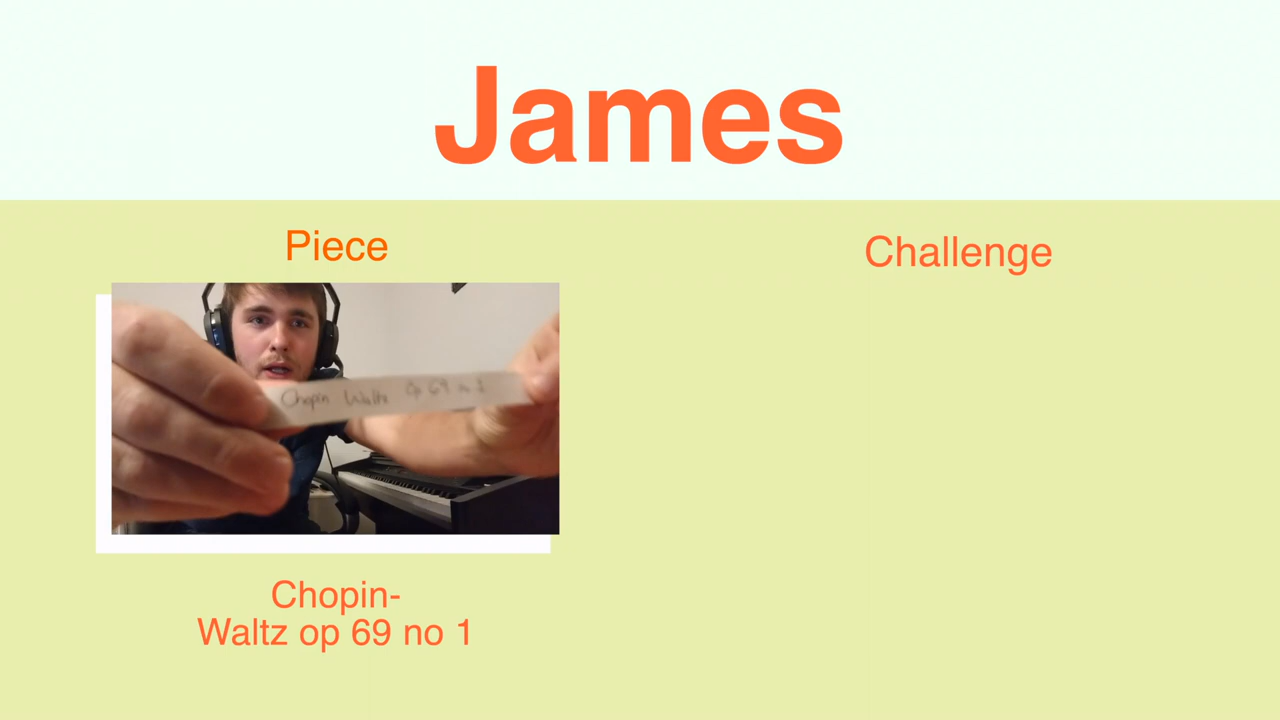 James
Piece
Challenge
Chopin Waltz Op 69 no 1
Chopin-
Waltz op 69 no 1